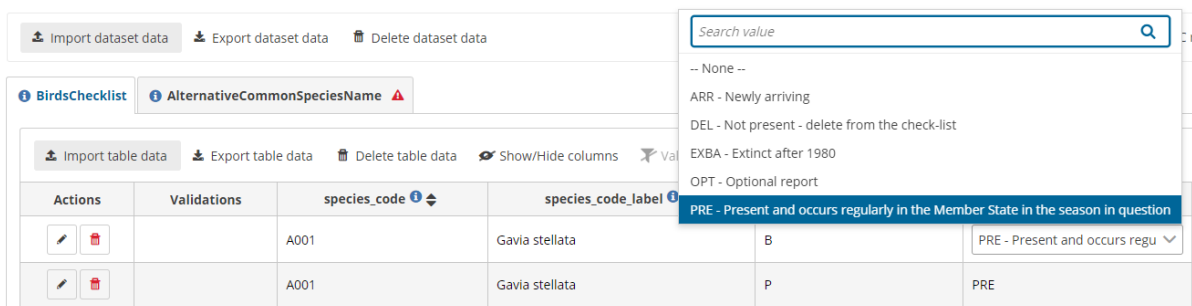 Import dataset data Export dataset data Delete dataset data
Search value
-- None --
ARR - Newly arriving
DEL - Not present - delete from the check-list
EXBA - Extinct after 1980
OPT - Optional report
PRE - Present and occurs regularly in the Member State in the season in question
BirdsChecklist AlternativeCommonSpeciesName
Import table data Export table data Delete table data Show/Hide columns
Actions Validations species_code species_code_label
A001 Gavia stellata B PRE - Present and occurs regu
A001 Gavia stellata P PRE